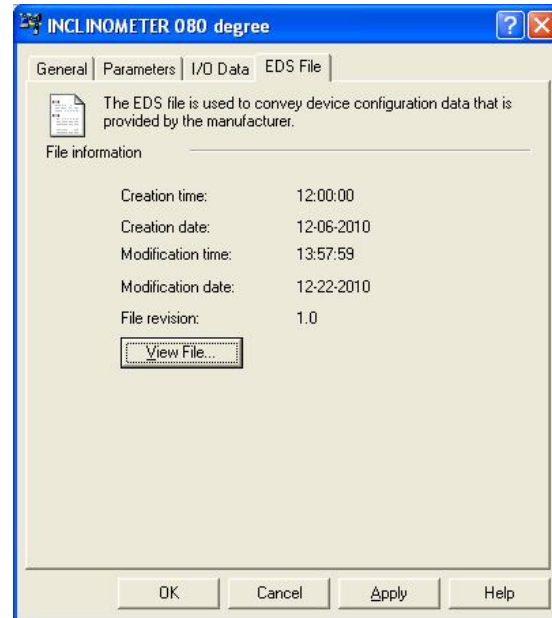 INCLINOMETER 080 degree
General Parameters I/O Data EDS File
The EDS file is used to convey device configuration data that is
provided by the manufacturer.
File information
Creation time: 12:00:00
Creation date: 12-06-2010
Modification time: 13:57:59
Modification date: 12-22-2010
File revision: 1.0
View File...
OK Cancel Apply Help